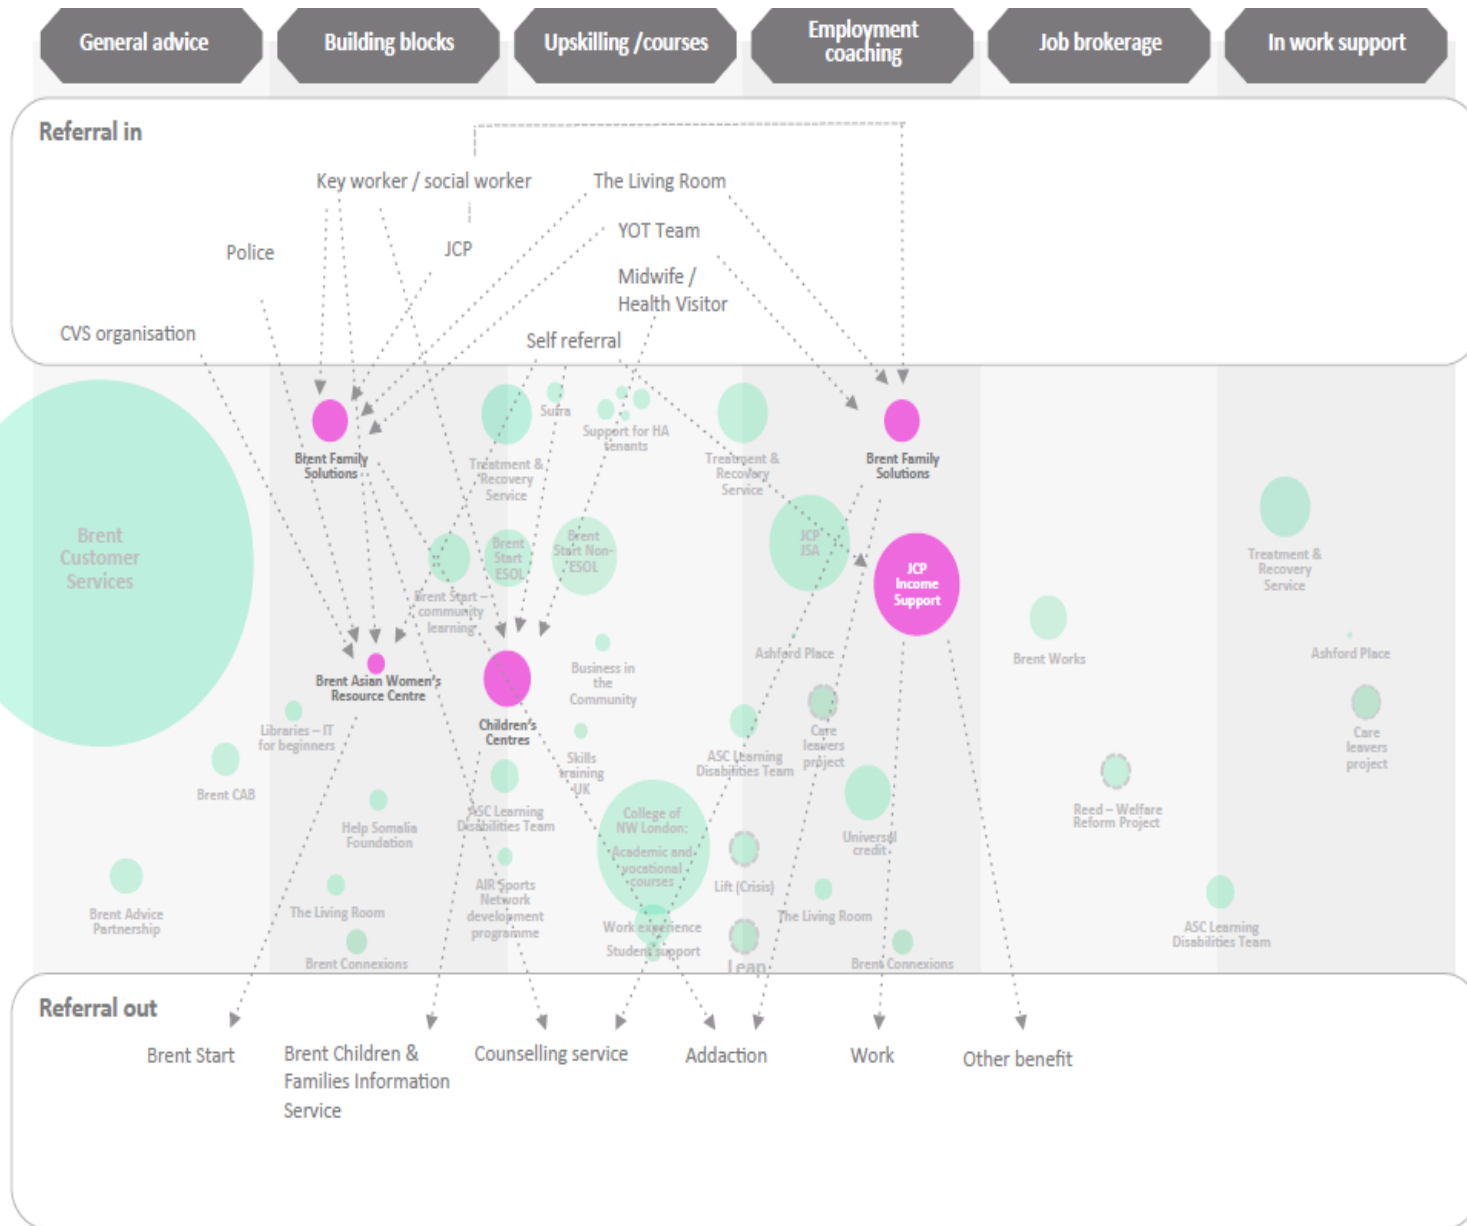 General advice
Building blocks
Upskilling /courses
Employment
coaching
Job brokerage
In work support
Referral in
Key worker / social worker
The Living Room
YOT Team
Police
JCP
Midwife /
Health Visitor
CVS organisation
Self referral
Brent Family
Solutions
Treatment &
Recovery
Service
Sufra
Support for HA
tenants
Treatment &
Recovery
Service
Brent Family
Solutions
Brent
Customer
Services
Brent Start –
community
learning
Brent
Start
ESOL
Brent
Start Non-
ESOL
JCP
JSA
JCP
Income
Support
Treatment &
Recovery
Service
Brent Asian Women's
Resource Centre
Children's
Centres
Business in
the
Community
Ashford Place
Brent Works
Ashford Place
Libraries – IT
for beginners
Brent CAB
Skills
training
UK
ASC Learning
Disabilities Team
Care
leavers
project
Care
leavers
project
Help Somalia
Foundation
ASC Learning
Disabilities Team
College of
NW London:
Academic and
vocational
courses
Universal
credit
Reed – Welfare
Reform Project
Brent Advice
Partnership
The Living Room
AIR Sports
Network
development
programme
Lift (Crisis)
The Living Room
Work experience
Student support
ASC Learning
Disabilities Team
Brent Connexions
Leap
Brent Connexions
Referral out
Brent Start
Brent Children &
Families Information
Service
Counselling service
Addaction
Work
Other benefit